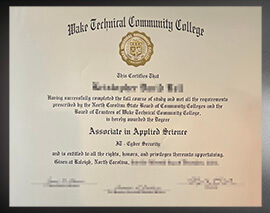 Wake Technical Community College
This Certifies That
Having successfully completed the full course of study and met all the requirements
prescribed by the North Carolina State Board of Community Colleges and the
Board of Trustees of Wake Technical Community College,
is hereby awarded the Degree
Associate in Applied Science
IT - Cyber Security
and is entitled to all the rights, honors, and privileges thereunto appertaining.
Given at Raleigh, North Carolina,